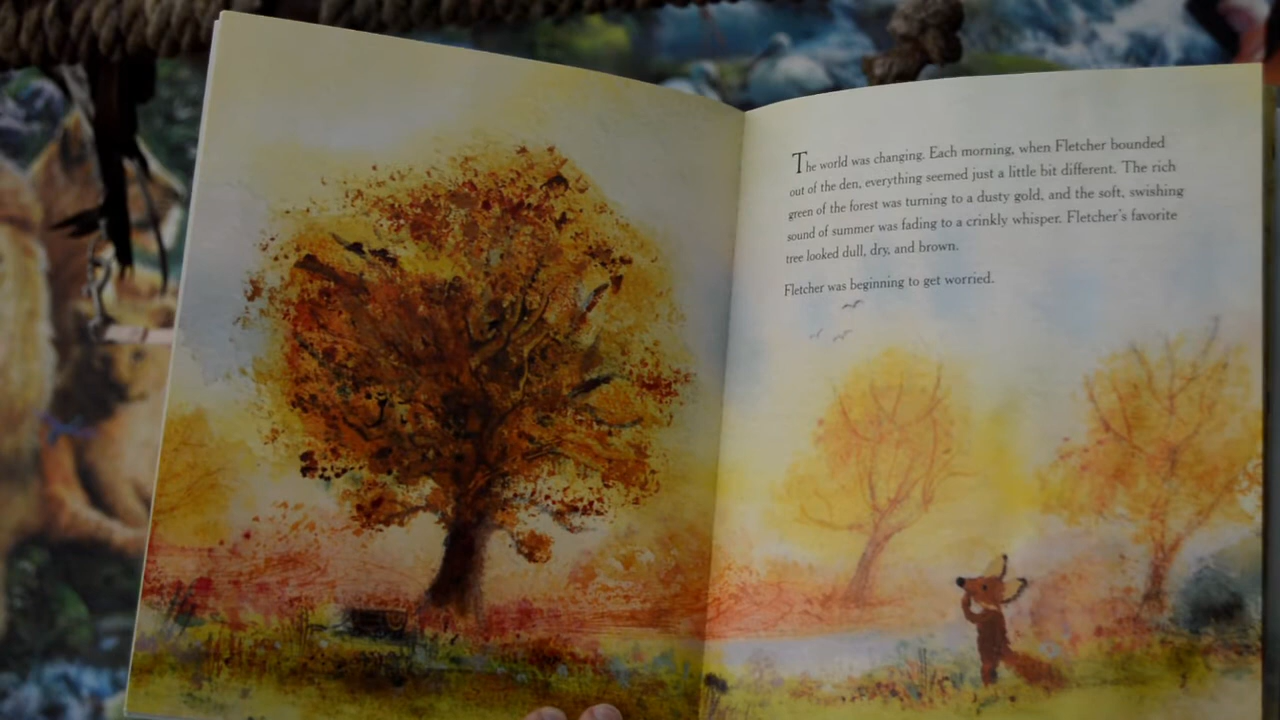 The world was changing. Each morning, when Fletcher bounded
out of the den, everything seemed just a little bit different. The rich
green of the forest was turning to a dusty gold, and the soft, swishing
sound of summer was fading to a crinkly whisper. Fletcher's favorite
tree looked dull, dry, and brown.
Fletcher was beginning to get worried.